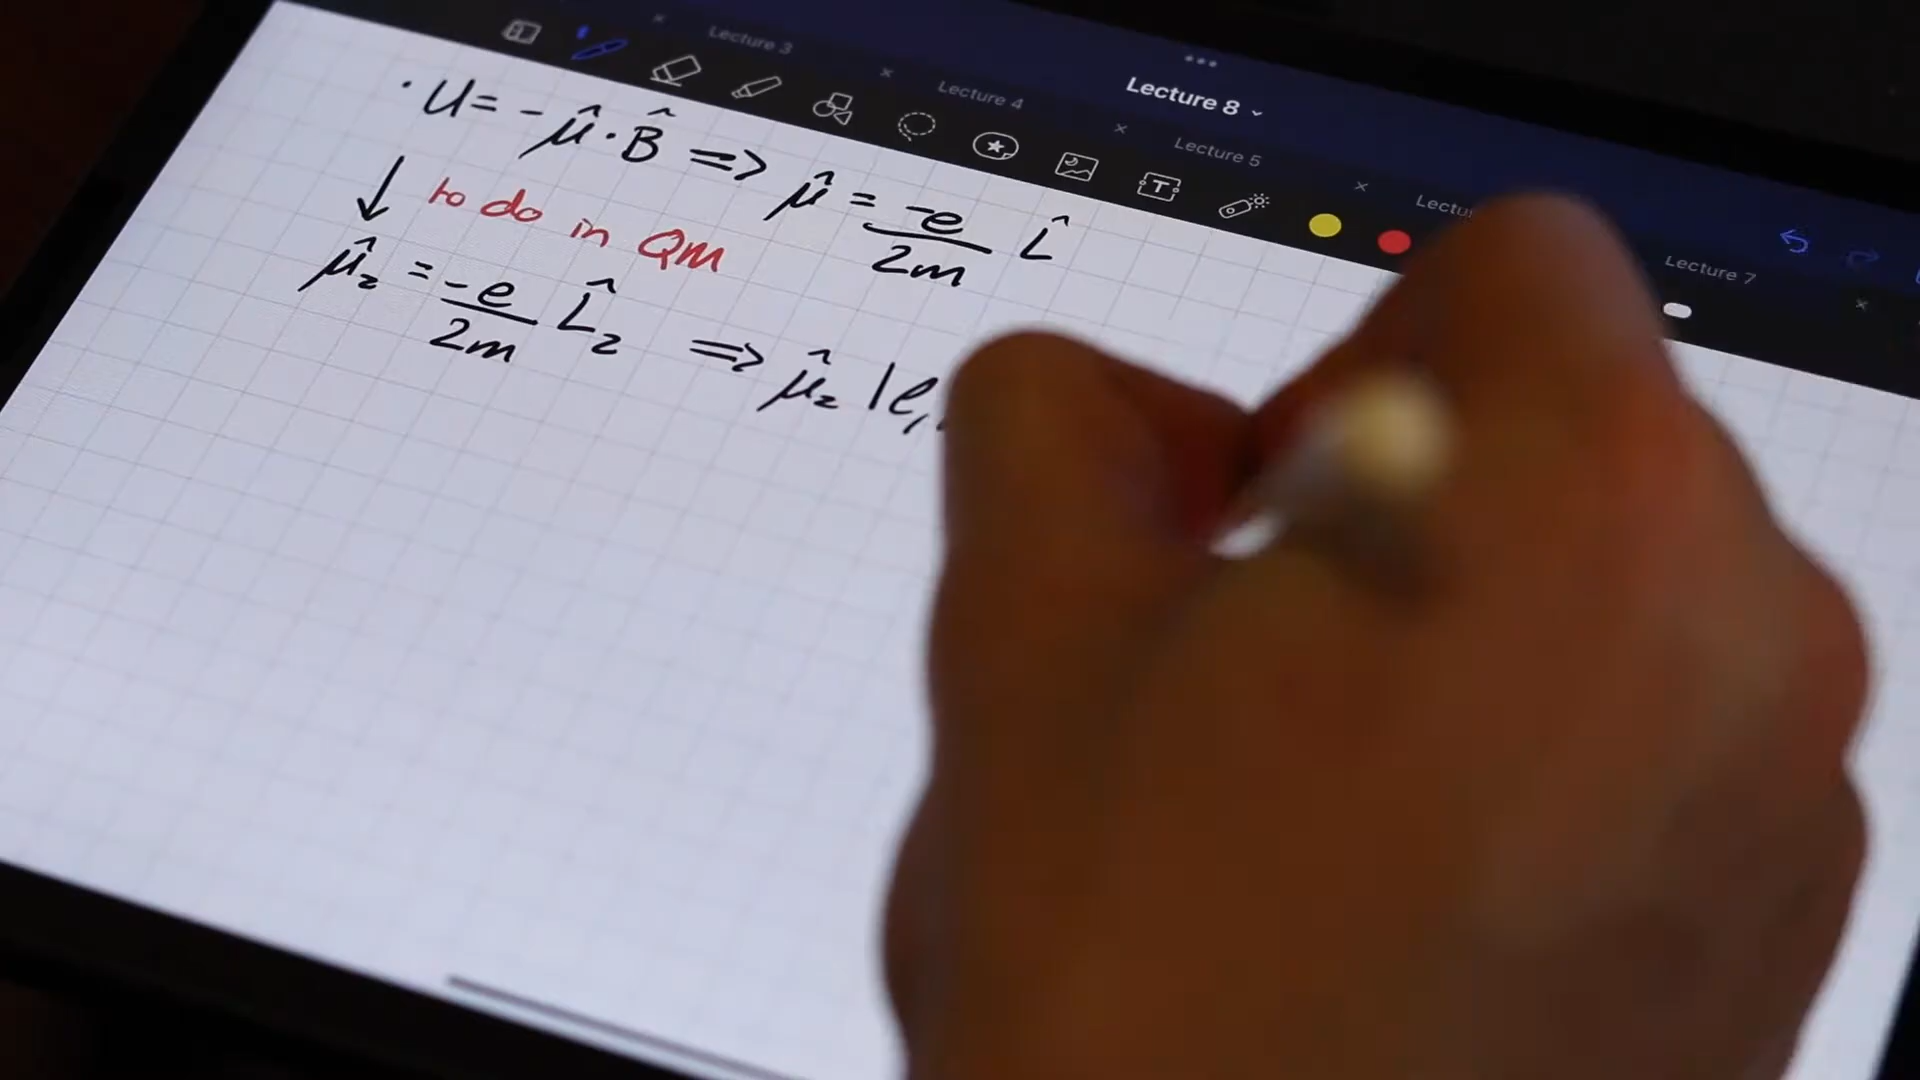 Lecture 8
Lecture 3
Lecture 4
Lecture 5
Lecture 7
· U = - μ̂ · B̂ => μ̂ = -e/2m L̂
↓ to do in QM
μ̂z = -e/2m L̂z => μ̂z |e,